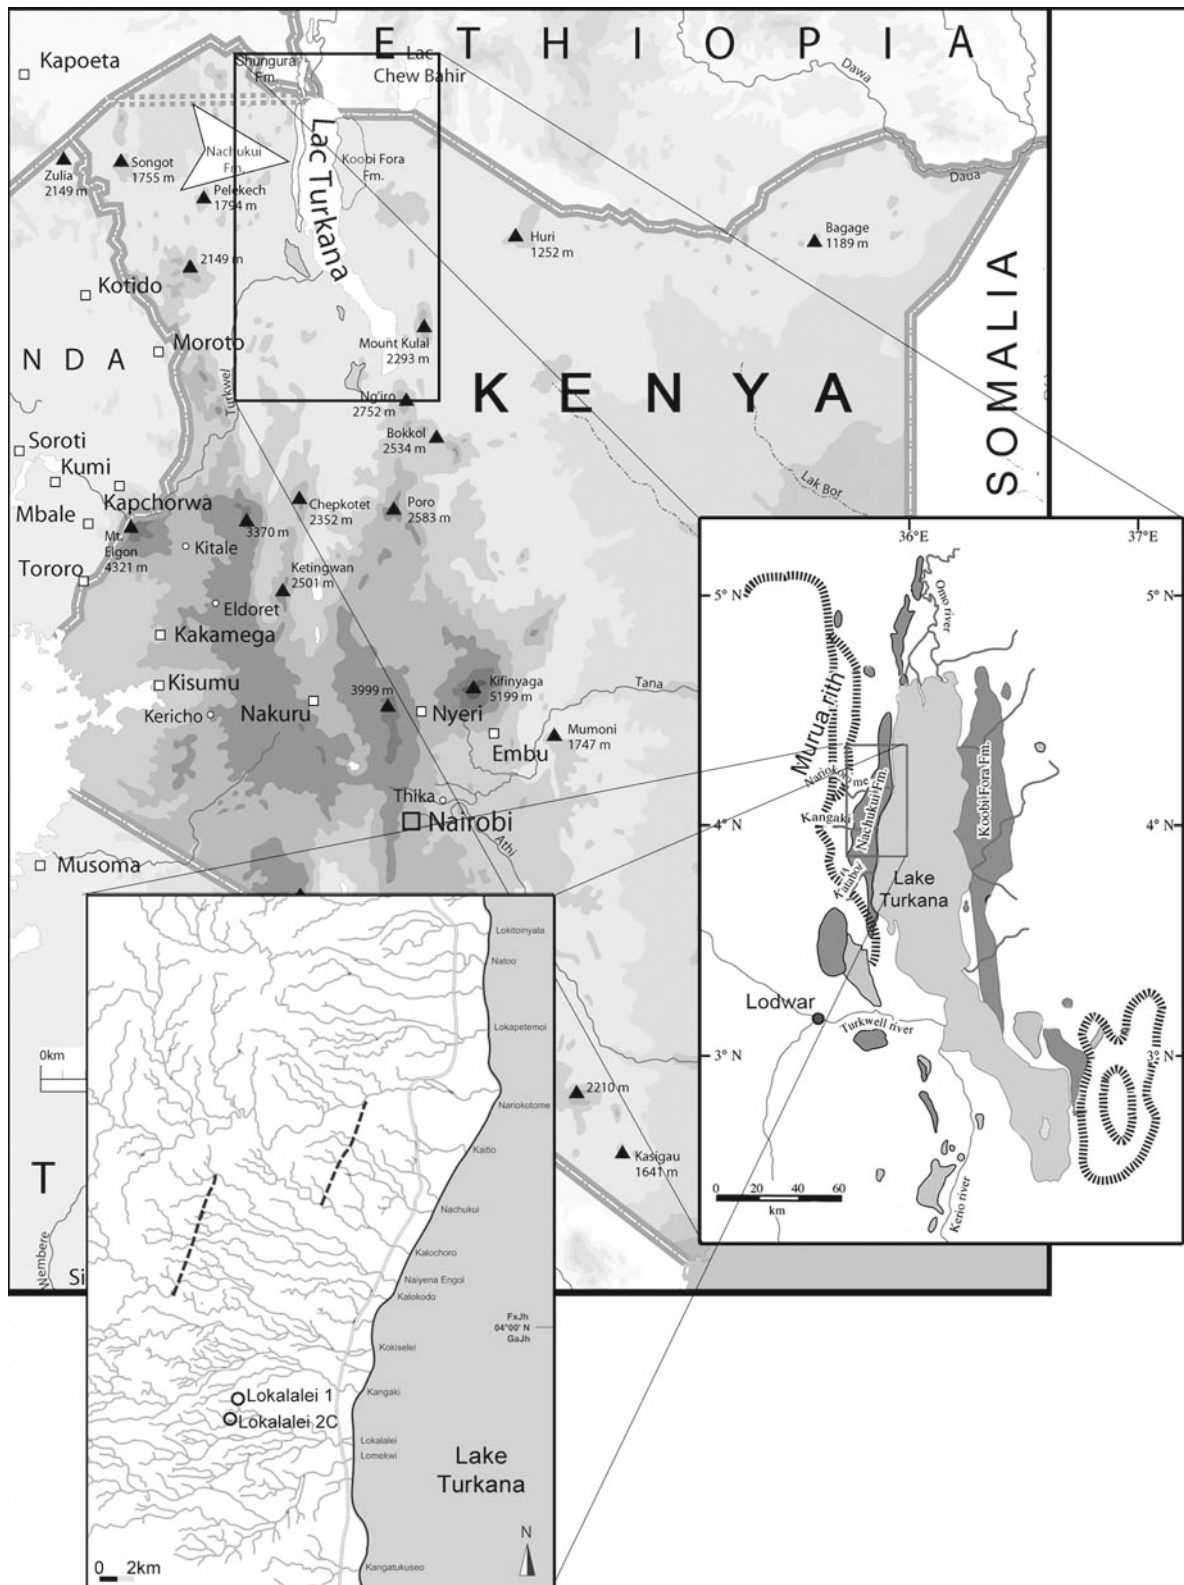 E T H I O P I A
Kapoeta
Shungura
Fm.
Lac
Chew Bahir
Dawa
Lac Turkana
Nachukui
Fm.
Koobi Fora
Fm.
Zulia
2149 m
Songot
1755 m
Pelekech
1794 m
Daua
Huri
1252 m
Bagage
1189 m
2149 m
Kotido
SOMALIA
Moroto
Mount Kulal
2293 m
N D A
Turkwel
Ng'iro
2752 m
K E N Y A
Bokkol
2534 m
Soroti
Kumi
Lak Bor
Kapchorwa
Chepkotet
2352 m
Poro
2583 m
Mbale
Mt.
Elgon
4321 m
3370 m
Kitale
Tororo
Ketingwan
2501 m
Eldoret
Kakamega
Kisumu
3999 m
Kifinyaga
5199 m
Tana
Kericho
Nakuru
Nyeri
Embu
Mumoni
1747 m
Thika
Nairobi
Athi
Musoma
0km
2210 m
Kasigau
1641 m
T
Nembere
Si
36°E
37°E
5° N
5° N
Omo river
Murua rith
Nariokoto
me
Nachukui Fm.
Koobi Fora Fm.
Kangaki
4° N
4° N
Kataboi
Lake
Turkana
Lodwar
Turkwell river
3° N
3° N
0 20 40 60
km
Kerio river
Lokitoinyala
Natoo
Lokapetemoi
Nariokotome
Kaitio
Nachukui
Kalochoro
Naiyena Engol
Kalokodo
FxJh
04°00' N
GaJh
Kokiselei
Kangaki
Lokalalei 1
Lokalalei 2C
Lokalalei
Lomekwi
Lake
Turkana
N
0 2km
Kangatukuseo